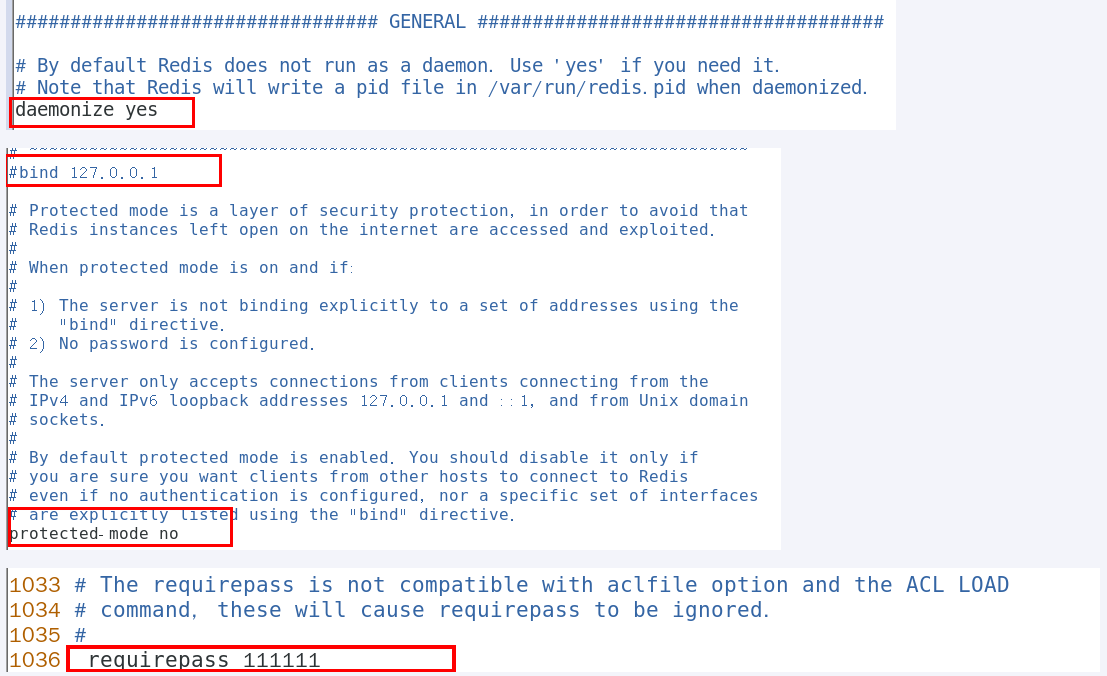 ################################# GENERAL #####################################
# By default Redis does not run as a daemon. Use 'yes' if you need it.
# Note that Redis will write a pid file in /var/run/redis.pid when daemonized.
daemonize yes
# ~~~~~~~~~~~~~~~~~~~~~~~~~~~~~~~~~~~~~~~~~~~~~~~~~~~~~~~~~~~~~~~~~~~~~~~~
#bind 127.0.0.1
# Protected mode is a layer of security protection, in order to avoid that
# Redis instances left open on the internet are accessed and exploited.
#
# When protected mode is on and if:
#
# 1) The server is not binding explicitly to a set of addresses using the
#    "bind" directive.
# 2) No password is configured.
#
# The server only accepts connections from clients connecting from the
# IPv4 and IPv6 loopback addresses 127.0.0.1 and ::1, and from Unix domain
# sockets.
#
# By default protected mode is enabled. You should disable it only if
# you are sure you want clients from other hosts to connect to Redis
# even if no authentication is configured, nor a specific set of interfaces
# are explicitly listed using the "bind" directive.
protected-mode no
1033 # The requirepass is not compatible with aclfile option and the ACL LOAD
1034 # command, these will cause requirepass to be ignored.
1035 #
1036 requirepass 111111